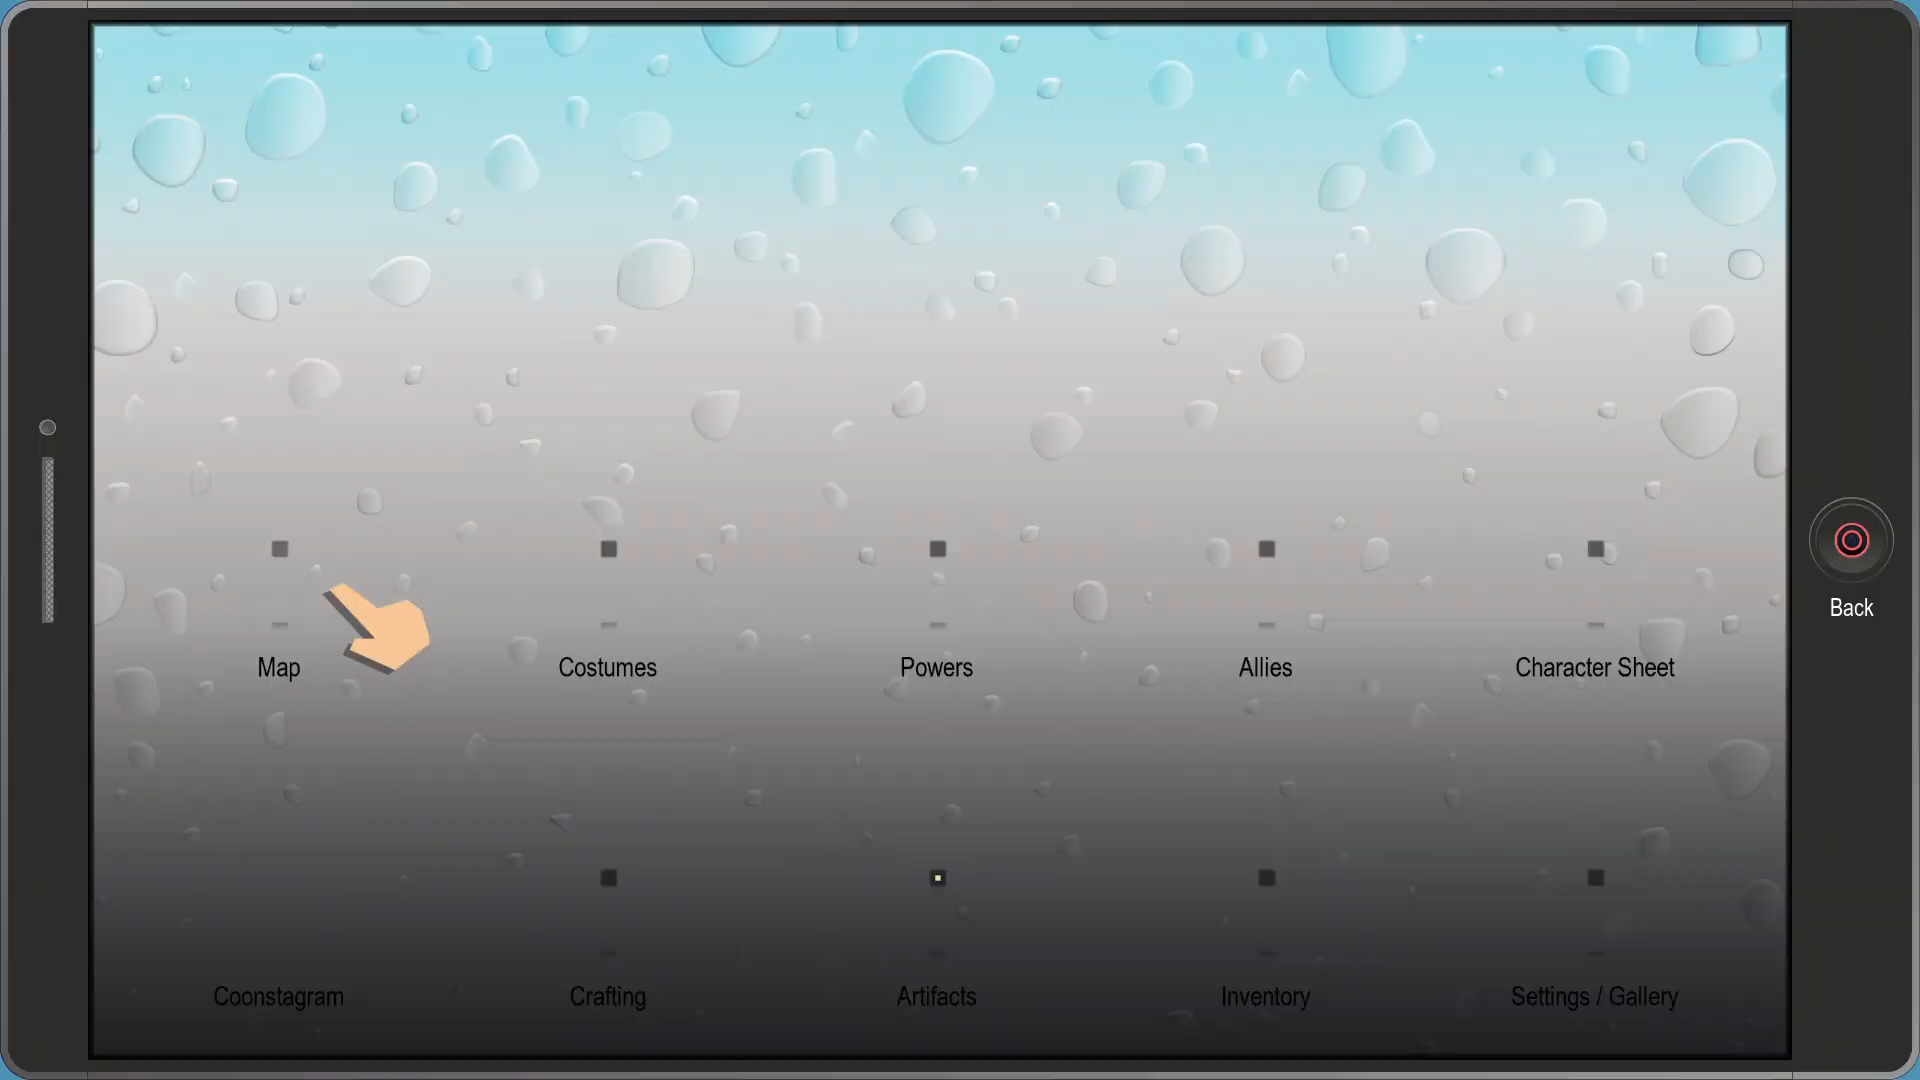 Map
Costumes
Powers
Allies
Character Sheet
Back
Coonstagram
Crafting
Artifacts
Inventory
Settings / Gallery